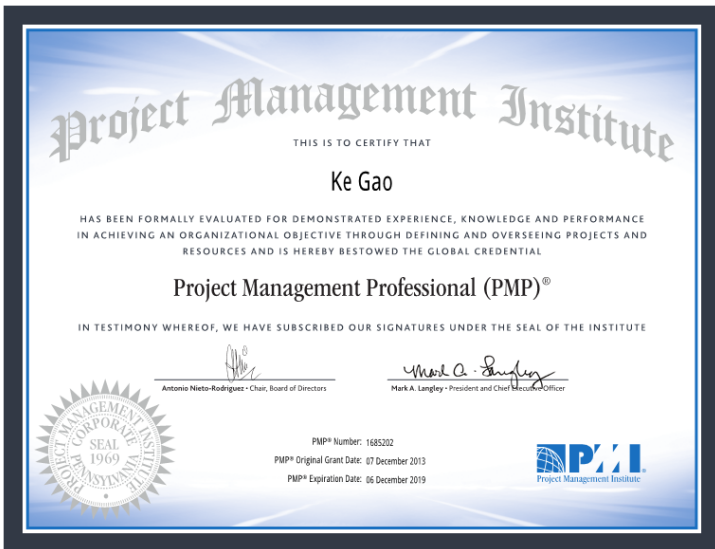 Project Management Institute
THIS IS TO CERTIFY THAT
Ke Gao
HAS BEEN FORMALLY EVALUATED FOR DEMONSTRATED EXPERIENCE, KNOWLEDGE AND PERFORMANCE
IN ACHIEVING AN ORGANIZATIONAL OBJECTIVE THROUGH DEFINING AND OVERSEEING PROJECTS AND
RESOURCES AND IS HEREBY BESTOWED THE GLOBAL CREDENTIAL
Project Management Professional (PMP)®
IN TESTIMONY WHEREOF, WE HAVE SUBSCRIBED OUR SIGNATURES UNDER THE SEAL OF THE INSTITUTE
Mark A. Langley
Antonio Nieto-Rodriguez • Chair, Board of Directors
Mark A. Langley • President and Chief Executive Officer
PROJECT MANAGEMENT INSTITUTE
CORPORATE
SEAL
1969
PENNSYLVANIA
PMP® Number: 1685202
PMP® Original Grant Date: 07 December 2013
PMP® Expiration Date: 06 December 2019
PMI®
Project Management Institute